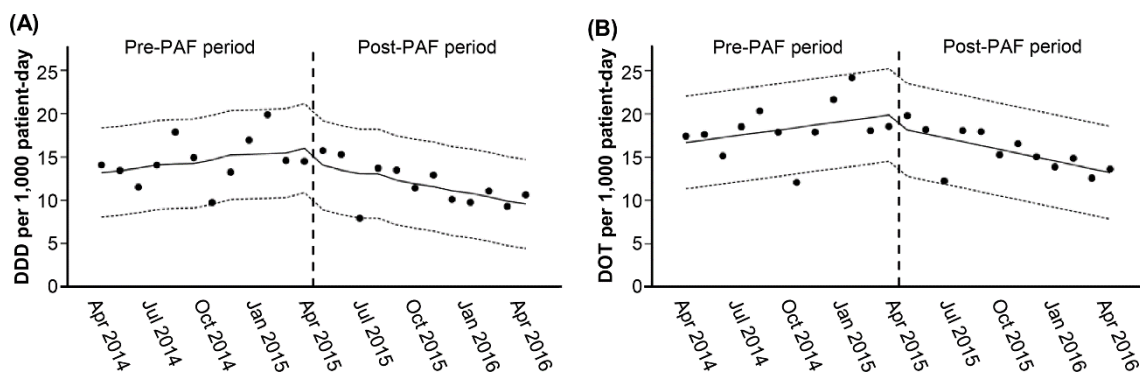 (A)
Pre-PAF period
Post-PAF period
DDD per 1,000 patient-day
25
20
15
10
5
0
Apr 2014
Jul 2014
Oct 2014
Jan 2015
Apr 2015
Jul 2015
Oct 2015
Jan 2016
Apr 2016
(B)
Pre-PAF period
Post-PAF period
DOT per 1,000 patient-day
25
20
15
10
5
0
Apr 2014
Jul 2014
Oct 2014
Jan 2015
Apr 2015
Jul 2015
Oct 2015
Jan 2016
Apr 2016